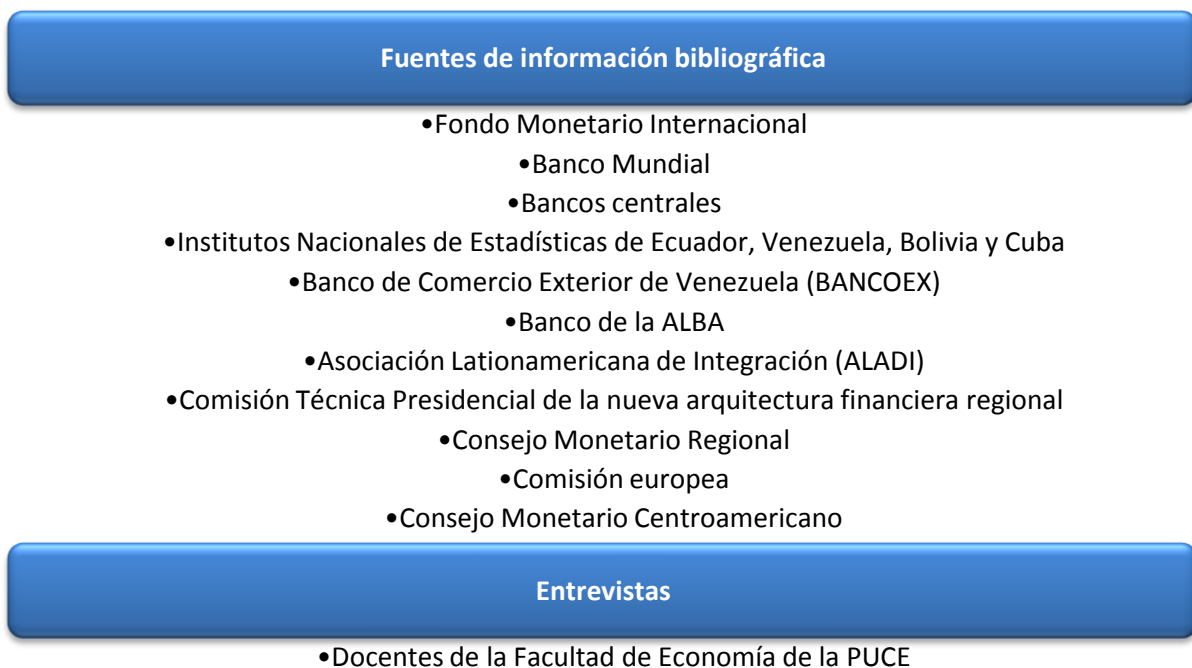 Fuentes de información bibliográfica
•Fondo Monetario Internacional
•Banco Mundial
•Bancos centrales
•Institutos Nacionales de Estadísticas de Ecuador, Venezuela, Bolivia y Cuba
•Banco de Comercio Exterior de Venezuela (BANCOEX)
•Banco de la ALBA
•Asociación Lationamericana de Integración (ALADI)
•Comisión Técnica Presidencial de la nueva arquitectura financiera regional
•Consejo Monetario Regional
•Comisión europea
•Consejo Monetario Centroamericano
Entrevistas
•Docentes de la Facultad de Economía de la PUCE